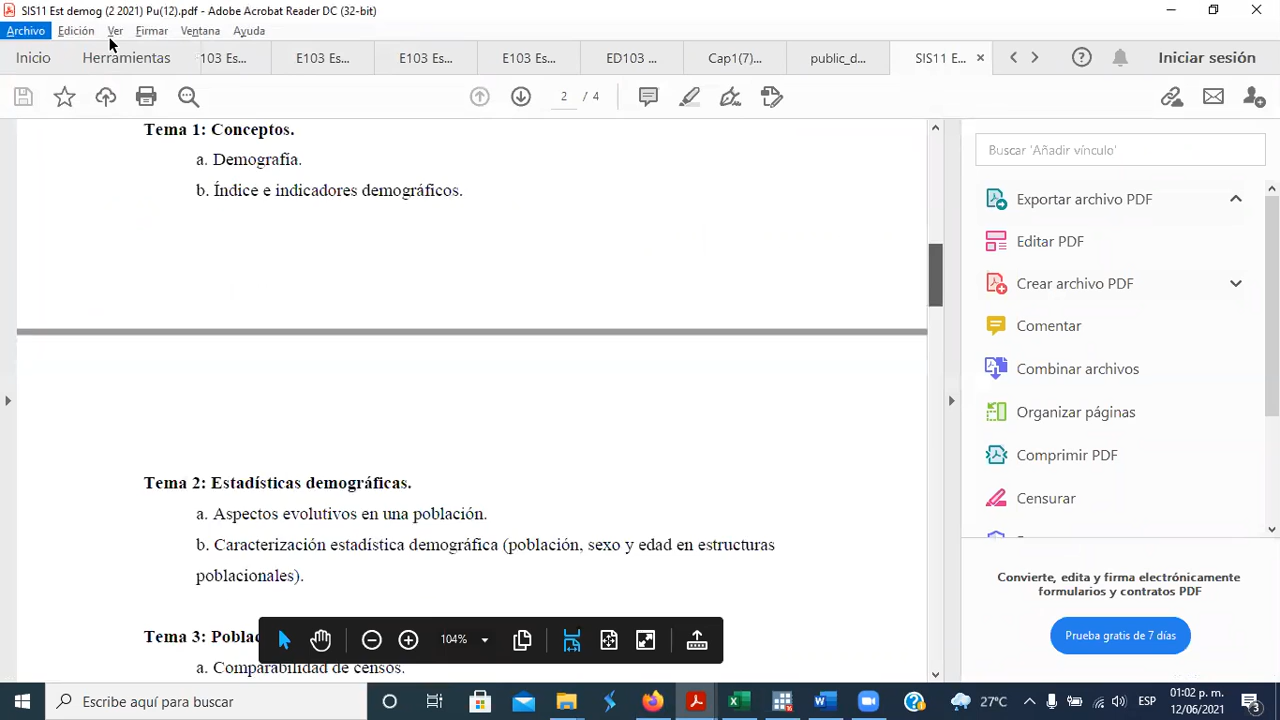 SIS11 Est demog (2 2021) Pu(12).pdf - Adobe Acrobat Reader DC (32-bit)
Archivo Edición Ver Firmar Ventana Ayuda
Inicio Herramientas 103 Es... E103 Es... E103 Es... E103 Es... ED103 ... Cap1(7)... public_d... SIS11 E... Iniciar sesión
2 / 4
Buscar 'Añadir vínculo'
Tema 1: Conceptos.
a. Demografía.
b. Índice e indicadores demográficos.
Tema 2: Estadísticas demográficas.
a. Aspectos evolutivos en una población.
b. Caracterización estadística demográfica (población, sexo y edad en estructuras
poblacionales).
Tema 3: Pobla
a. Comparabilidad de censos.
104%
Exportar archivo PDF
Editar PDF
Crear archivo PDF
Comentar
Combinar archivos
Organizar páginas
Comprimir PDF
Censurar
Convierte, edita y firma electrónicamente
formularios y contratos PDF
Prueba gratis de 7 días
Escribe aquí para buscar
27°C ESP 01:02 p. m.
12/06/2021
3